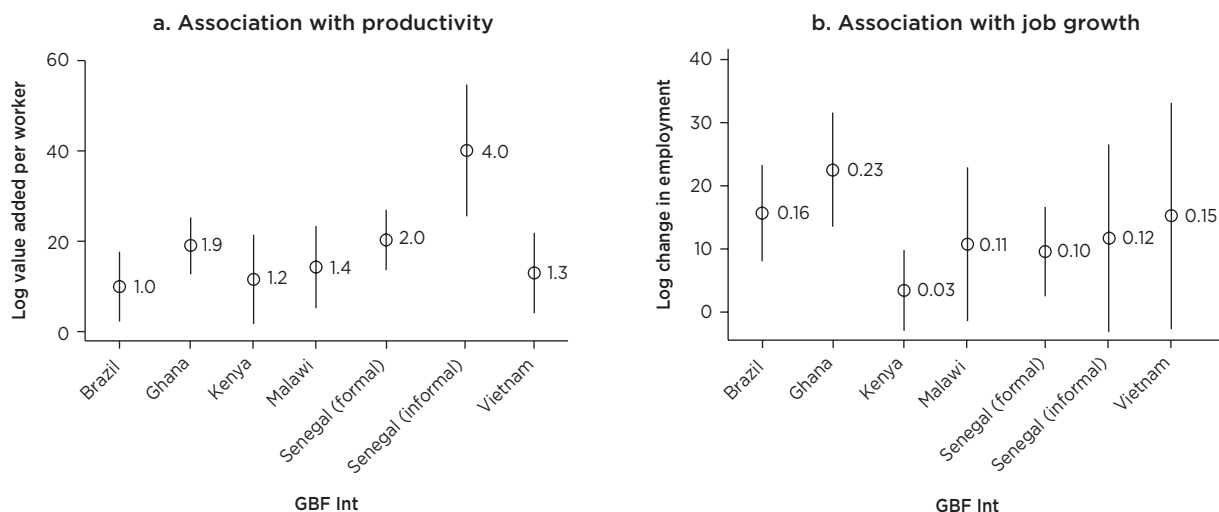 a. Association with productivity
Log value added per worker
60
40
20
0
1.0
1.9
1.2
1.4
2.0
4.0
1.3
Brazil
Ghana
Kenya
Malawi
Senegal (formal)
Senegal (informal)
Vietnam
GBF Int
b. Association with job growth
Log change in employment
40
30
20
10
0
0.16
0.23
0.03
0.11
0.10
0.12
0.15
Brazil
Ghana
Kenya
Malawi
Senegal (formal)
Senegal (informal)
Vietnam
GBF Int